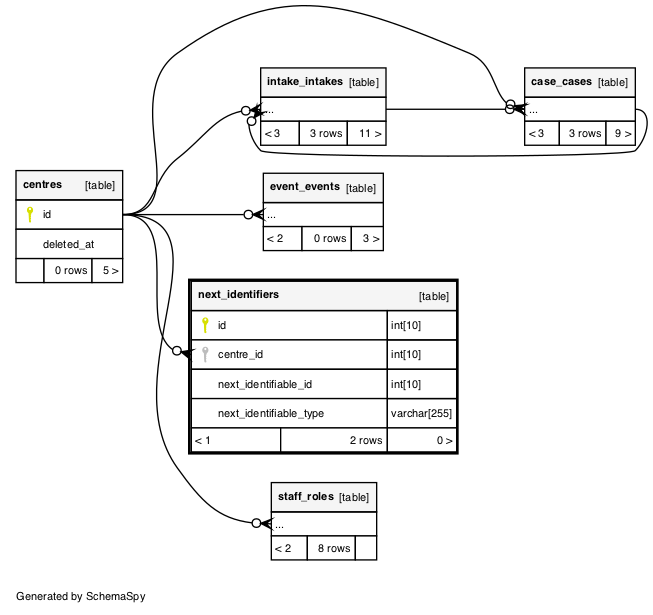 intake_intakes [table]
...
< 3 3 rows 11 >
case_cases [table]
...
< 3 3 rows 9 >
centres [table]
id
deleted_at
0 rows 5 >
event_events [table]
...
< 2 0 rows 3 >
next_identifiers [table]
id int[10]
centre_id int[10]
next_identifiable_id int[10]
next_identifiable_type varchar[255]
< 1 2 rows 0 >
staff_roles [table]
...
< 2 8 rows
Generated by SchemaSpy